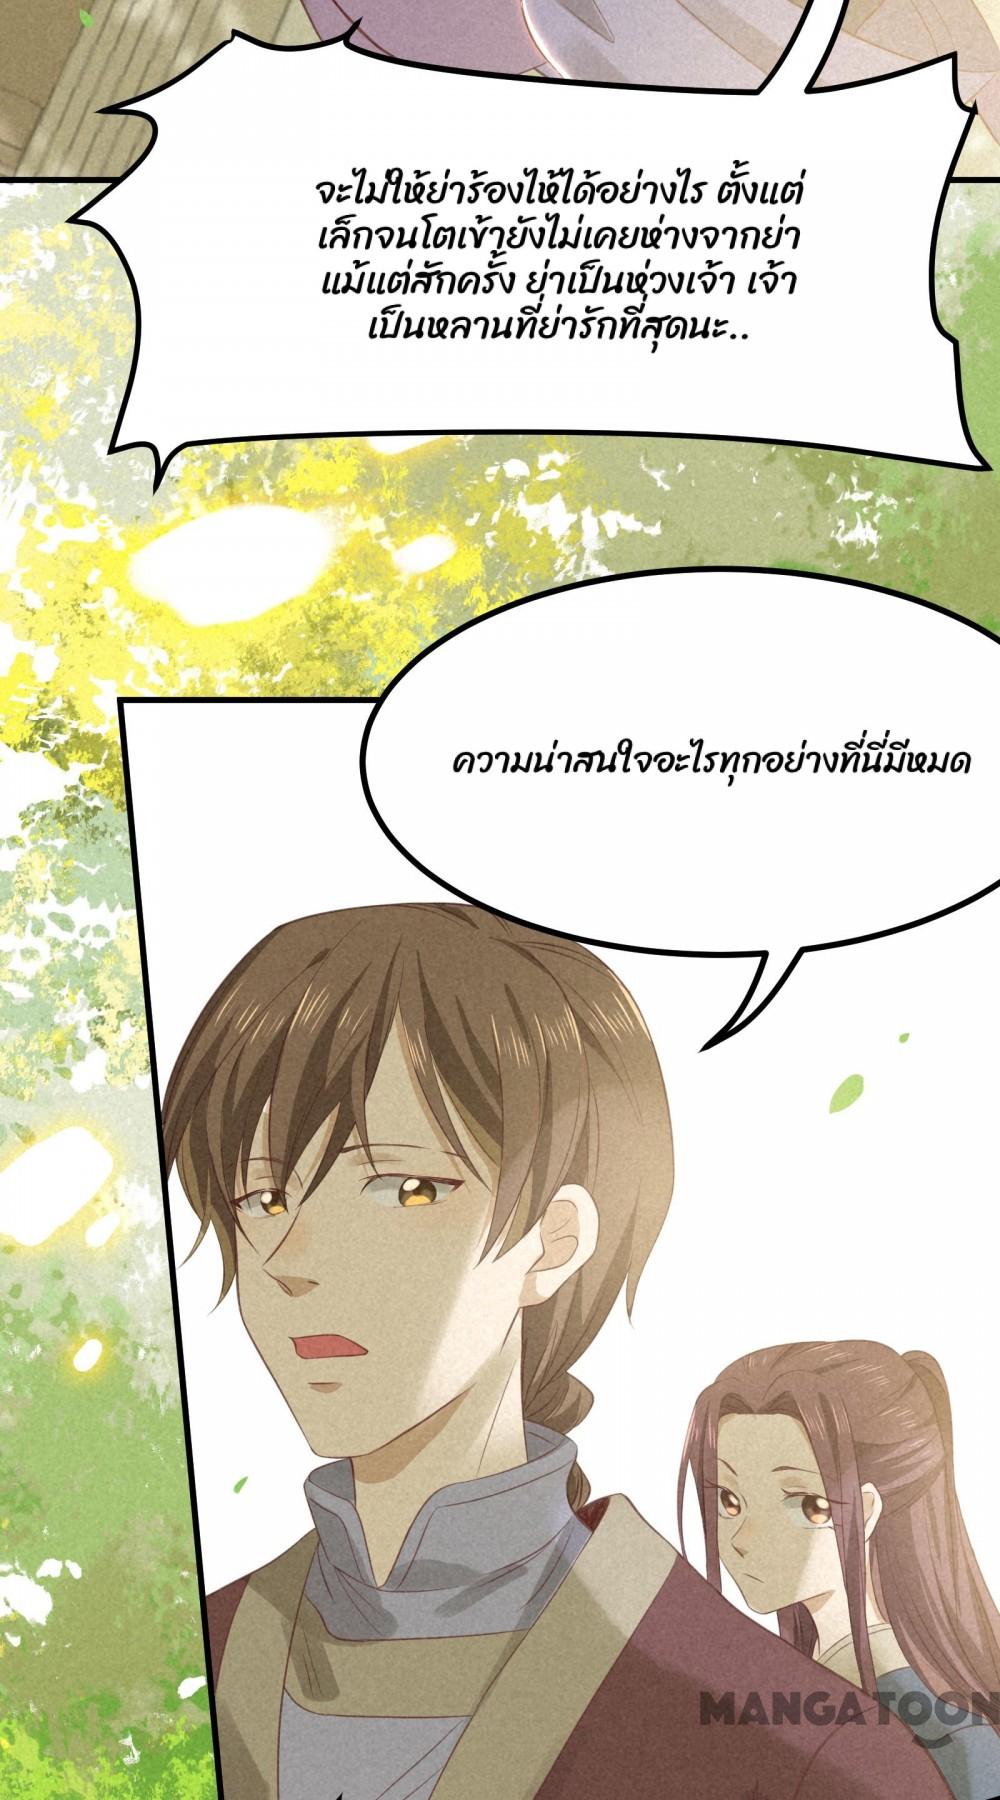 จะไม่ให้ย่าร้องไห้ได้อย่างไร ตั้งแต่
เล็กจนโตเข้ายังไม่เคยห่างจากย่า
แม้แต่สักครั้ง ย่าเป็นห่วงเจ้า เจ้า
เป็นหลานที่ย่ารักที่สุดนะ..
ความน่าสนใจอะไรทุกอย่างที่นี่มีหมด
MANGATOON